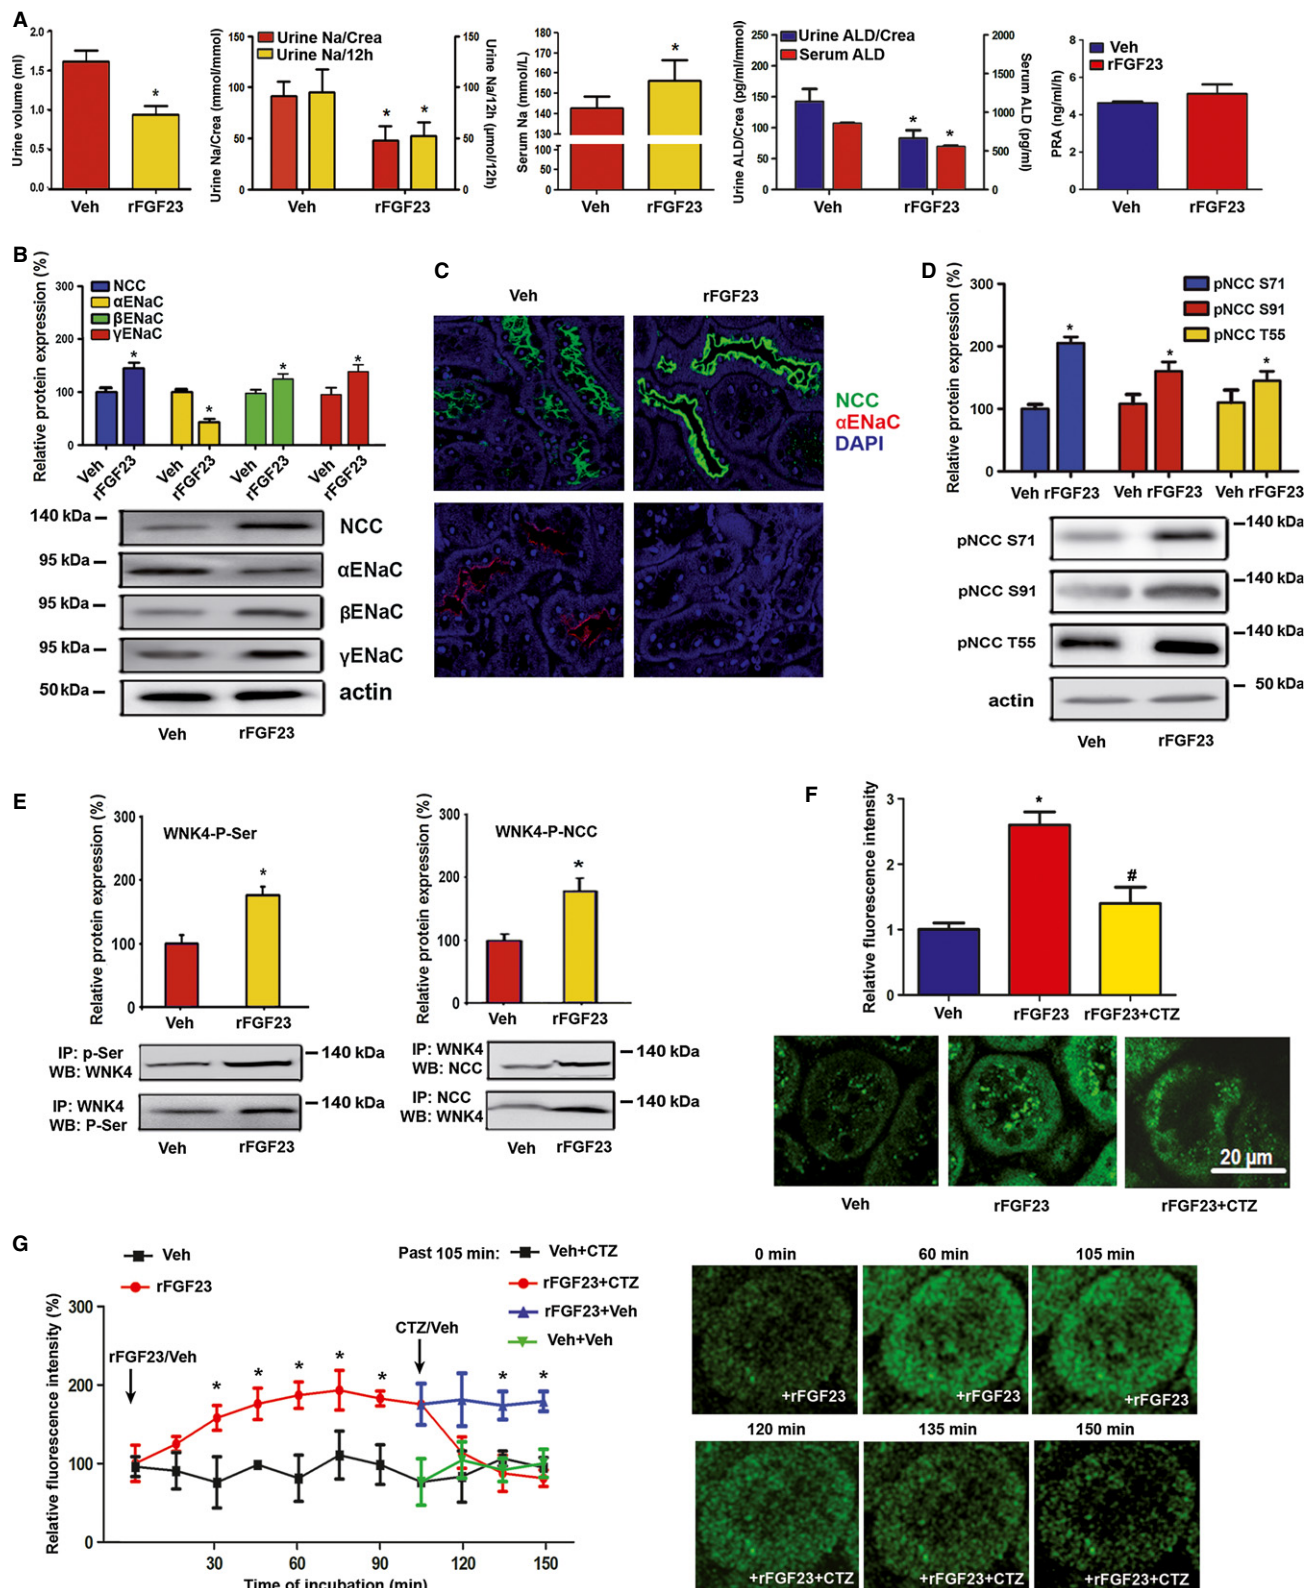 A
Urine volume (ml)
2.0
1.5
1.0
0.5
0.0
*
Veh
rFGF23
Urine Na/Crea (mmol/mmol)
150
100
50
0
Urine Na/Crea
Urine Na/12h
* *
Veh
rFGF23
150
100
50
0
Urine Na/12h (µmol/12h)
Serum Na (mmol/L)
180
170
160
150
140
130
100
50
0
*
Veh
rFGF23
Urine ALD/Crea (pg/ml/mmol)
250
200
150
100
50
0
Urine ALD/Crea
Serum ALD
* *
Veh
rFGF23
2000
1500
1000
500
0
Serum ALD (pg/ml)
PRA (ng/ml/h)
8
6
4
2
0
Veh
rFGF23
Veh
rFGF23
B
Relative protein expression (%)
300
200
100
0
NCC
αENaC
βENaC
γENaC
* * * *
Veh rFGF23 Veh rFGF23 Veh rFGF23 Veh rFGF23
140 kDa NCC
95 kDa αENaC
95 kDa βENaC
95 kDa γENaC
50 kDa actin
Veh rFGF23
C
Veh rFGF23
NCC
αENaC
DAPI
D
Relative protein expression (%)
300
200
100
0
pNCC S71
pNCC S91
pNCC T55
* * *
Veh rFGF23 Veh rFGF23 Veh rFGF23
pNCC S71 140 kDa
pNCC S91 140 kDa
pNCC T55 140 kDa
actin 50 kDa
Veh rFGF23
E
Relative protein expression (%)
300
200
100
0
WNK4-P-Ser
*
Veh rFGF23
IP: p-Ser
WB: WNK4
140 kDa
IP: WNK4
WB: P-Ser
140 kDa
Veh rFGF23
Relative protein expression (%)
300
200
100
0
WNK4-P-NCC
*
Veh rFGF23
IP: WNK4
WB: NCC
140 kDa
IP: NCC
WB: WNK4
140 kDa
Veh rFGF23
F
Relative fluorescence intensity
3
2
1
0
*
#
Veh rFGF23 rFGF23+CTZ
20 µm
Veh rFGF23 rFGF23+CTZ
G
Veh
rFGF23
Past 105 min:
Veh+CTZ
rFGF23+CTZ
rFGF23+Veh
Veh+Veh
Relative fluorescence intensity (%)
300
200
100
0
rFGF23/Veh
CTZ/Veh
* * * * * * *
30 60 90 120 150
Time of incubation (min)
0 min 60 min 105 min
+rFGF23 +rFGF23 +rFGF23
120 min 135 min 150 min
+rFGF23+CTZ +rFGF23+CTZ +rFGF23+CTZ